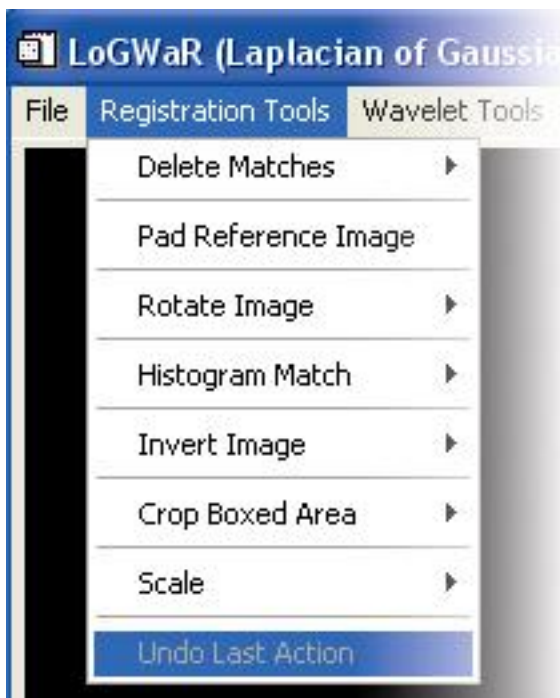 LoGWaR (Laplacian of Gaussia
File Registration Tools Wavelet Tools
Delete Matches
Pad Reference Image
Rotate Image
Histogram Match
Invert Image
Crop Boxed Area
Scale
Undo Last Action